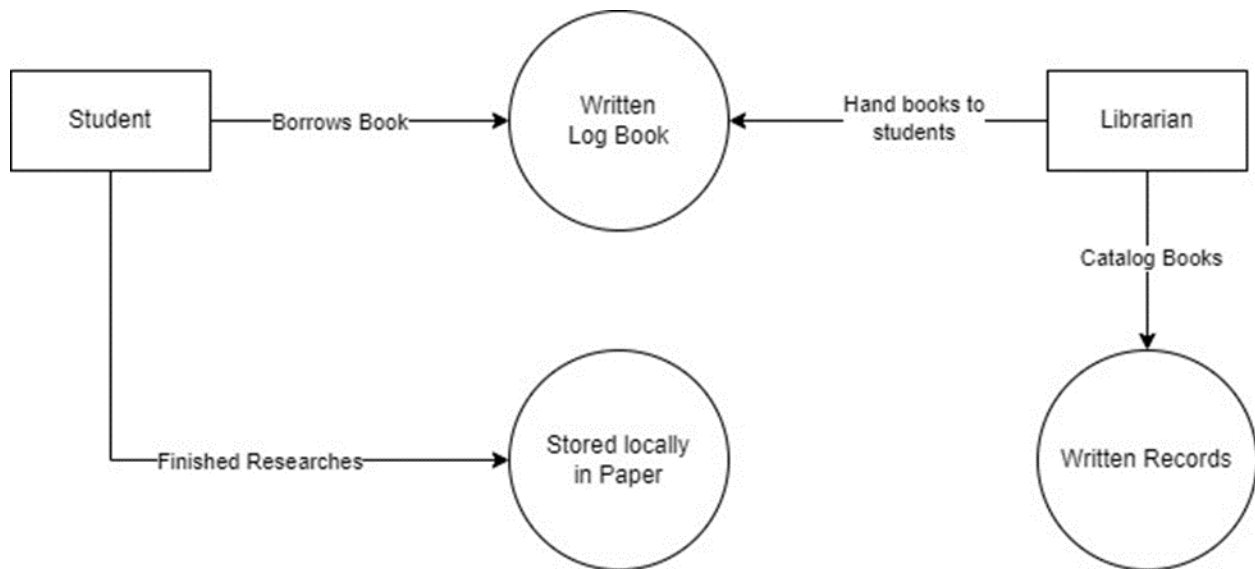 Student
Borrows Book
Written
Log Book
Hand books to
students
Librarian
Catalog Books
Finished Researches
Stored locally
in Paper
Written Records